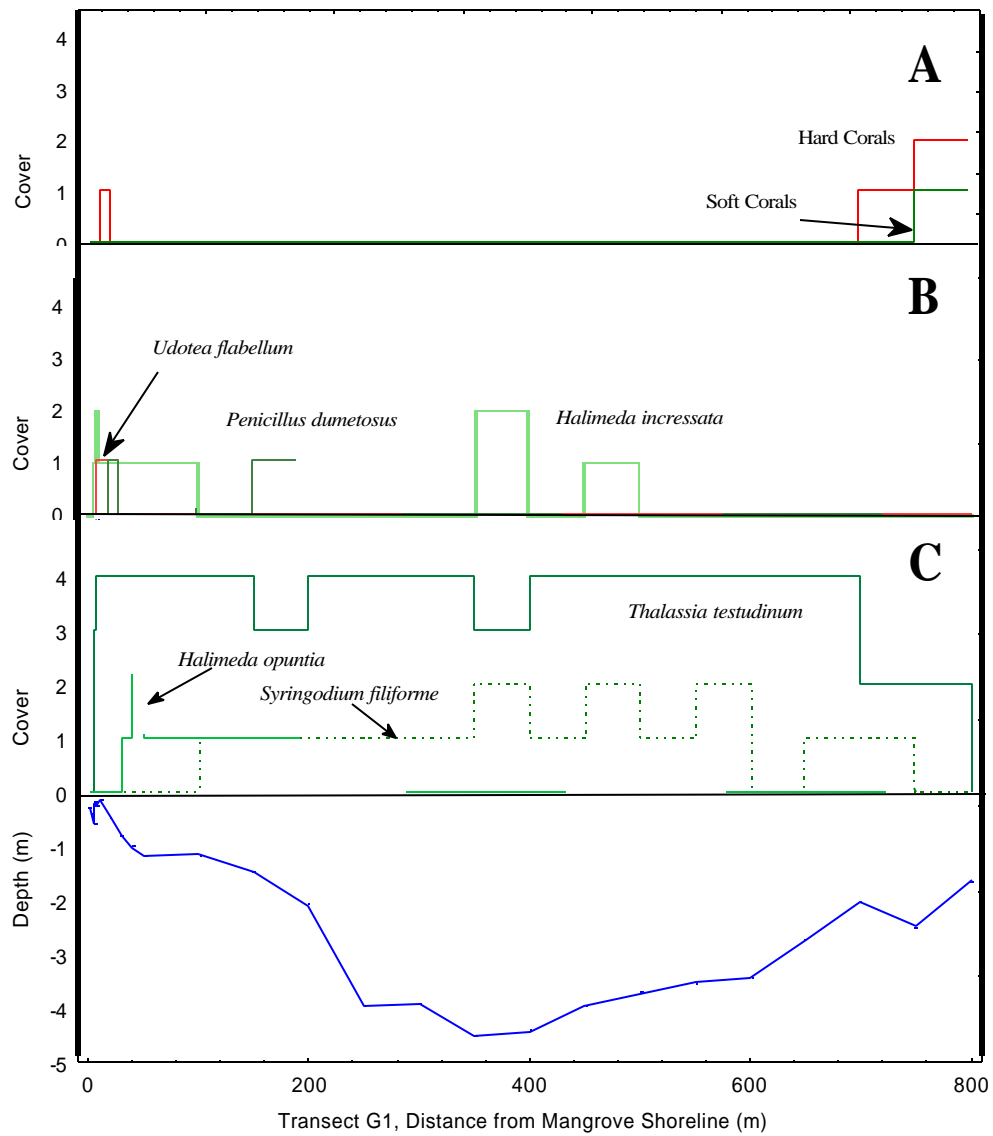 4
A
3
Hard Corals
2
Soft Corals
1
Cover
0
B
4
Udotea flabellum
3
Penicillus dumetosus
Halimeda incressata
2
Cover
1
0
C
4
Thalassia testudinum
3
Halimeda opuntia
Syringodium filiforme
2
Cover
1
0
-1
Depth (m)
-2
-3
-4
-5
0 200 400 600 800
Transect G1, Distance from Mangrove Shoreline (m)